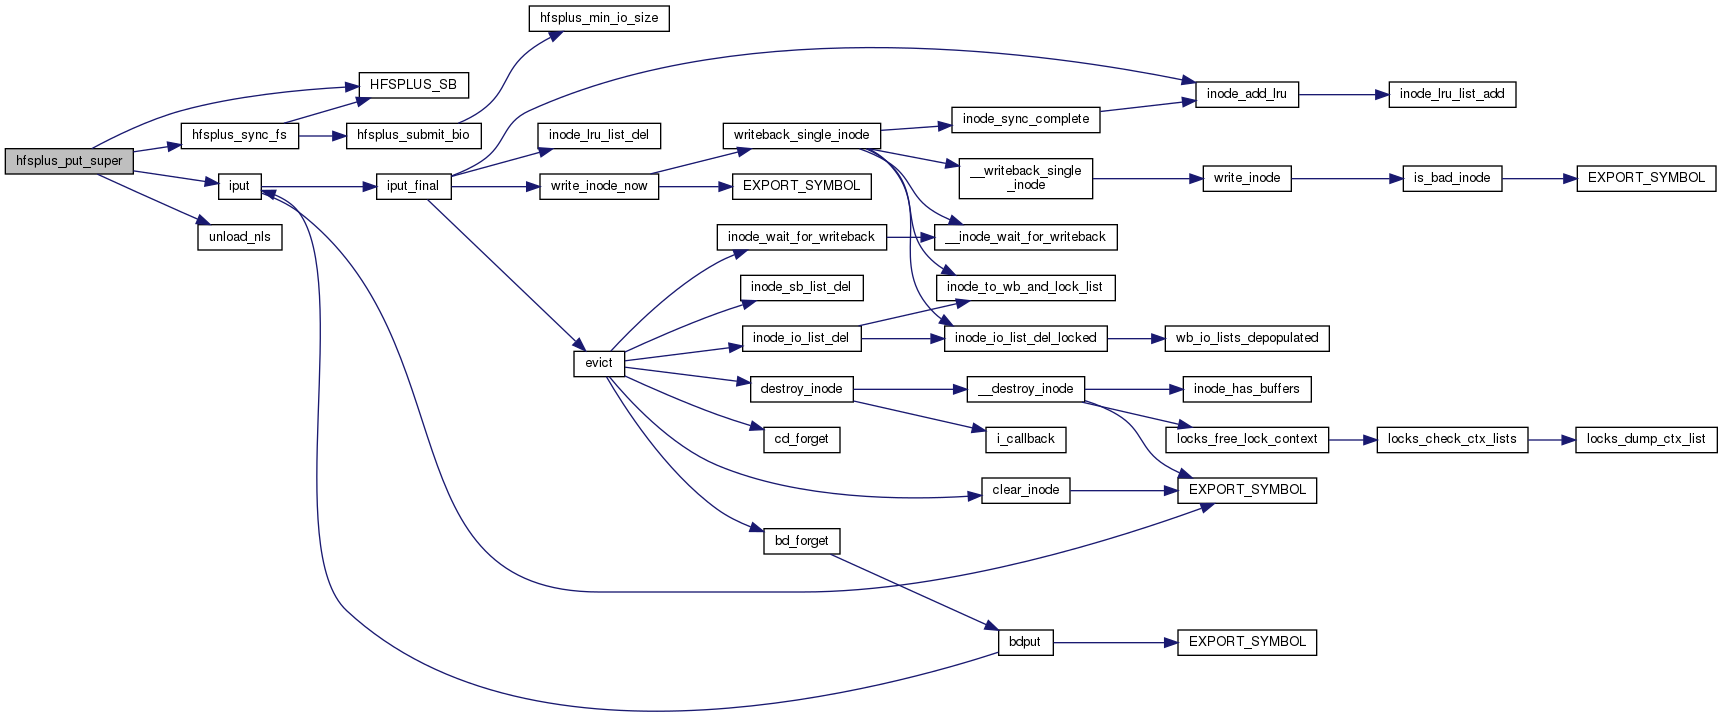 hfsplus_min_io_size
HFSPLUS_SB
inode_add_lru
inode_lru_list_add
hfsplus_put_super
hfsplus_sync_fs
hfsplus_submit_bio
inode_lru_list_del
writeback_single_inode
inode_sync_complete
iput
iput_final
write_inode_now
EXPORT_SYMBOL
__writeback_single
_inode
write_inode
is_bad_inode
EXPORT_SYMBOL
unload_nls
inode_wait_for_writeback
__inode_wait_for_writeback
inode_sb_list_del
inode_to_wb_and_lock_list
inode_io_list_del
inode_io_list_del_locked
wb_io_lists_depopulated
evict
destroy_inode
__destroy_inode
inode_has_buffers
cd_forget
i_callback
locks_free_lock_context
locks_check_ctx_lists
locks_dump_ctx_list
clear_inode
EXPORT_SYMBOL
bd_forget
bdput
EXPORT_SYMBOL